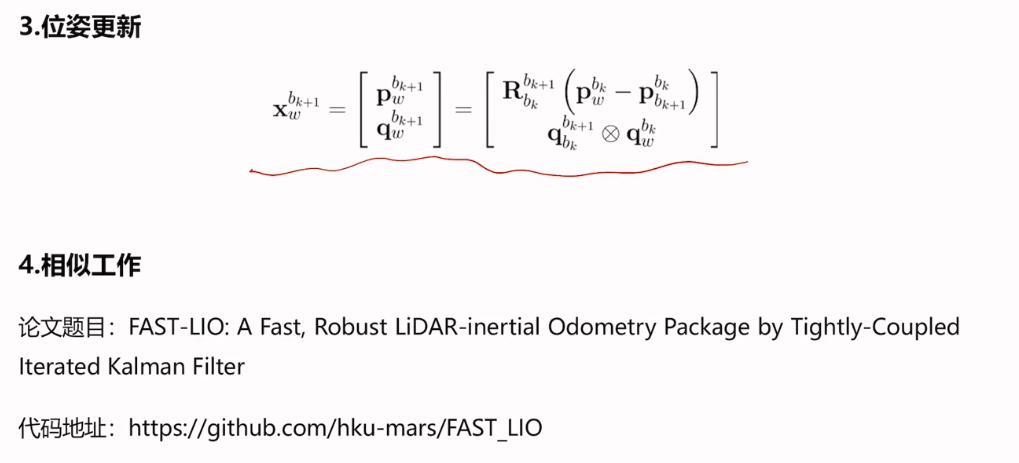 3.位姿更新
$$\mathbf{x}_w^{b_{k+1}} = \begin{bmatrix} \mathbf{p}_w^{b_{k+1}} \\ \mathbf{q}_w^{b_{k+1}} \end{bmatrix} = \begin{bmatrix} \mathbf{R}_{b_k}^{b_{k+1}} \left( \mathbf{p}_w^{b_k} - \mathbf{p}_{b_{k+1}}^{b_k} \right) \\ \mathbf{q}_{b_k}^{b_{k+1}} \otimes \mathbf{q}_w^{b_k} \end{bmatrix}$$
4.相似工作
论文题目：FAST-LIO: A Fast, Robust LiDAR-inertial Odometry Package by Tightly-Coupled
Iterated Kalman Filter
代码地址：https://github.com/hku-mars/FAST_LIO